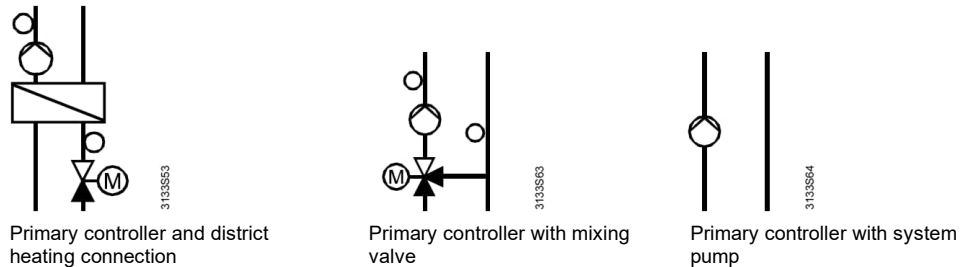 M
3133S53
M
3133S63
3133S64
Primary controller and district
heating connection
Primary controller with mixing
valve
Primary controller with system
pump